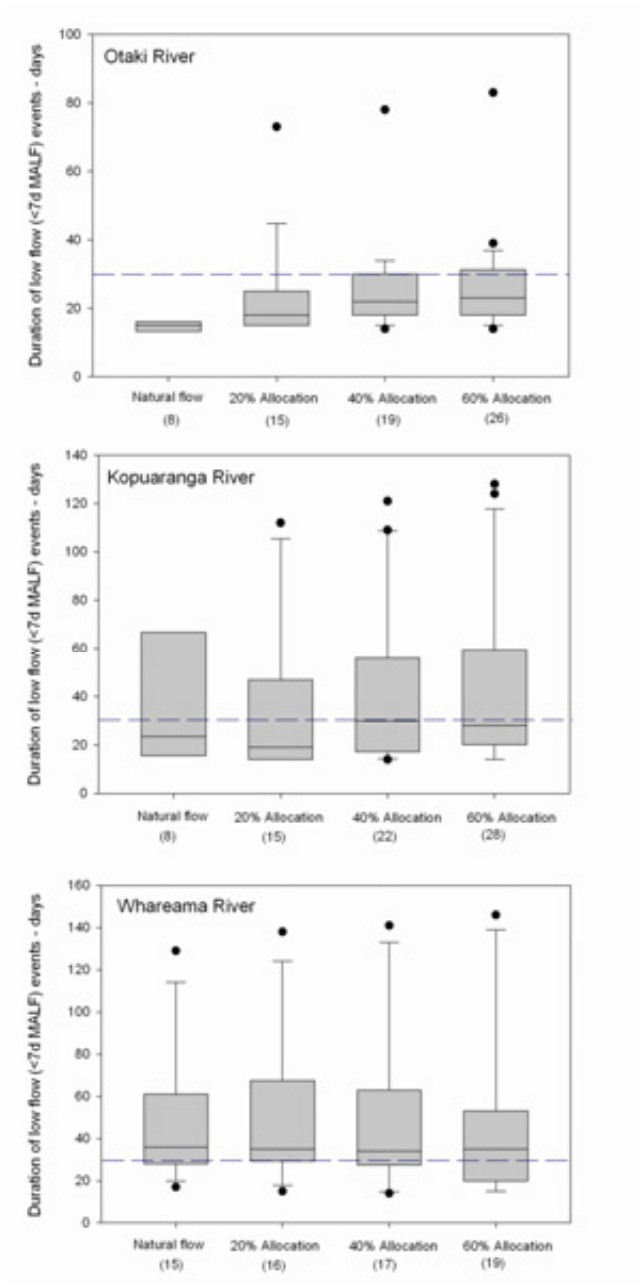 Otaki River
Duration of low flow (<7d MALF) events - days
100
80
60
40
20
0
Natural flow 20% Allocation 40% Allocation 60% Allocation
(8) (15) (19) (26)
Kopuaranga River
Duration of low flow (<7d MALF) events - days
140
120
100
80
60
40
20
0
Natural flow 20% Allocation 40% Allocation 60% Allocation
(8) (15) (22) (28)
Whareama River
Duration of low flow (<7d MALF) events - days
160
140
120
100
80
60
40
20
0
Natural flow 20% Allocation 40% Allocation 60% Allocation
(15) (16) (17) (19)